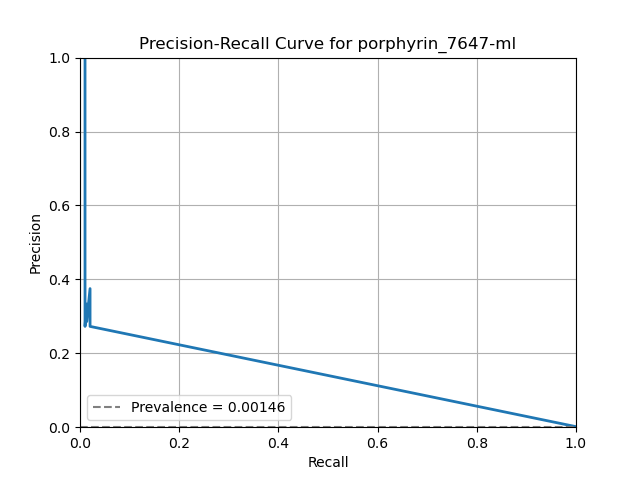 Precision-Recall Curve for porphyrin_7647-ml
1.0
0.8
0.6
0.4
0.2
0.0
Precision
Prevalence = 0.00146
0.0 0.2 0.4 0.6 0.8 1.0
Recall